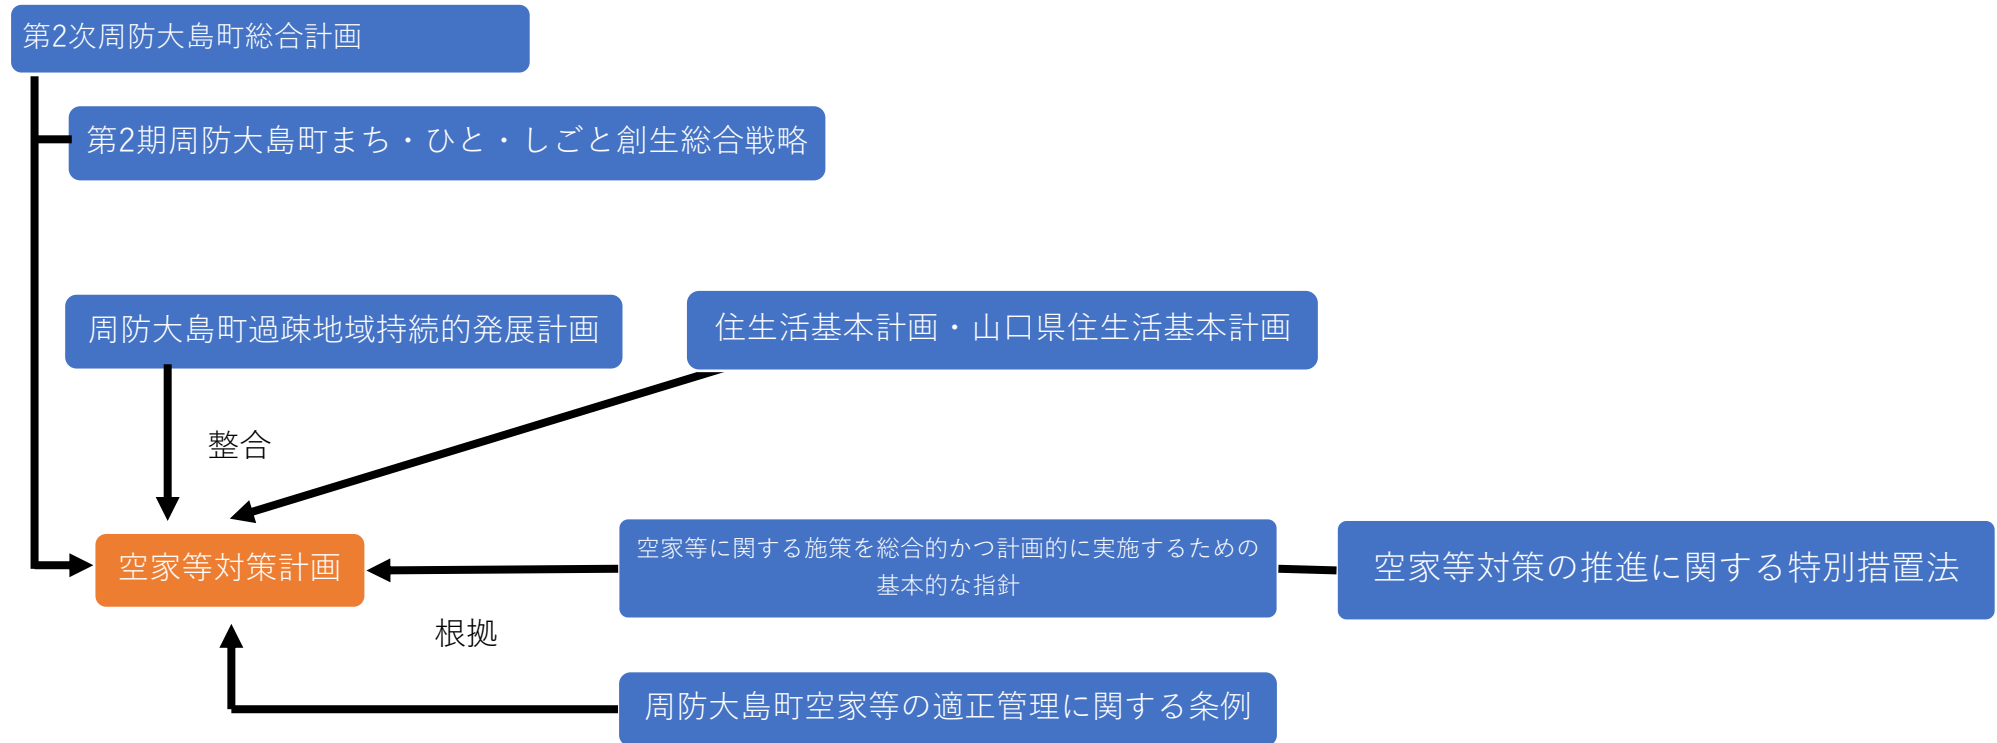 第2次周防大島町総合計画
第2期周防大島町まち・ひと・しごと創生総合戦略
周防大島町過疎地域持続的発展計画
住生活基本計画・山口県住生活基本計画
整合
空家等対策計画
空家等に関する施策を総合的かつ計画的に実施するための
基本的な指針
空家等対策の推進に関する特別措置法
根拠
周防大島町空家等の適正管理に関する条例